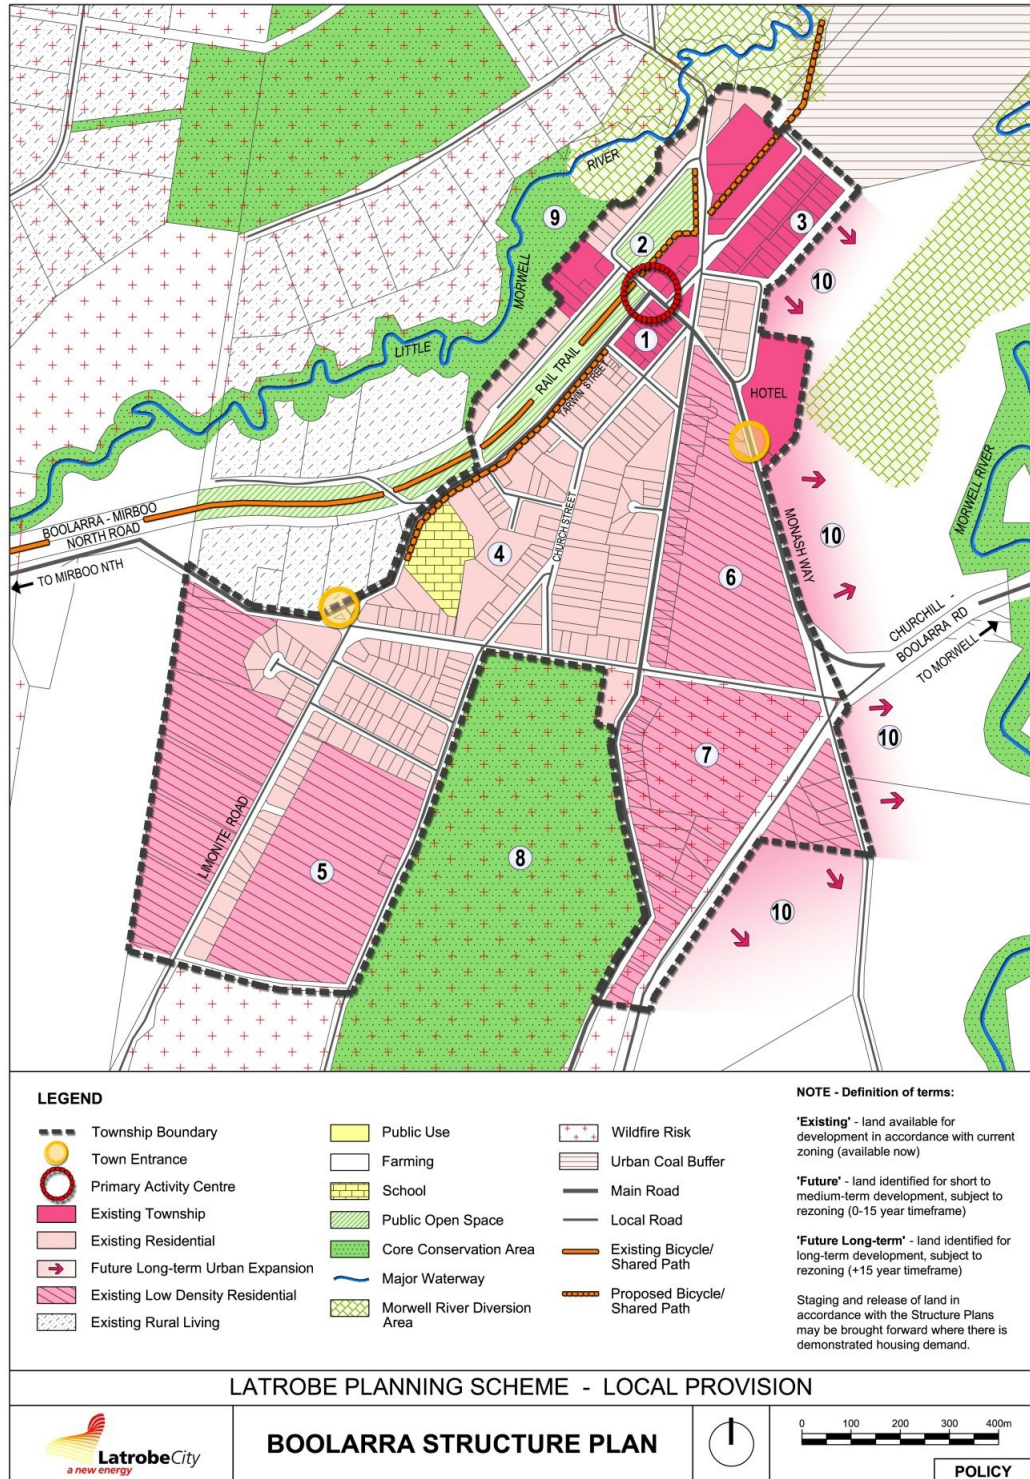 RIVER
9
3
2
10
MORWELL
1
LITTLE
RAIL TRAIL
TARWIN STREET
HOTEL
MORWELL RIVER
BOOLARRA - MIRBOO
NORTH ROAD
TO MIRBOO NTH
CHURCH STREET
4
MONASH WAY
10
6
CHURCHILL -
BOOLARRA RD
TO MORWELL
10
7
LIMONITE ROAD
5
8
10
LEGEND
Township Boundary
Town Entrance
Primary Activity Centre
Existing Township
Existing Residential
Future Long-term Urban Expansion
Existing Low Density Residential
Existing Rural Living
Public Use
Farming
School
Public Open Space
Core Conservation Area
Major Waterway
Morwell River Diversion
Area
Wildfire Risk
Urban Coal Buffer
Main Road
Local Road
Existing Bicycle/
Shared Path
Proposed Bicycle/
Shared Path
NOTE - Definition of terms:
'Existing' - land available for
development in accordance with current
zoning (available now)
'Future' - land identified for short to
medium-term development, subject to
rezoning (0-15 year timeframe)
'Future Long-term' - land identified for
long-term development, subject to
rezoning (+15 year timeframe)
Staging and release of land in
accordance with the Structure Plans
may be brought forward where there is
demonstrated housing demand.
LATROBE PLANNING SCHEME - LOCAL PROVISION
LatrobeCity
a new energy
BOOLARRA STRUCTURE PLAN
0 100 200 300 400m
POLICY